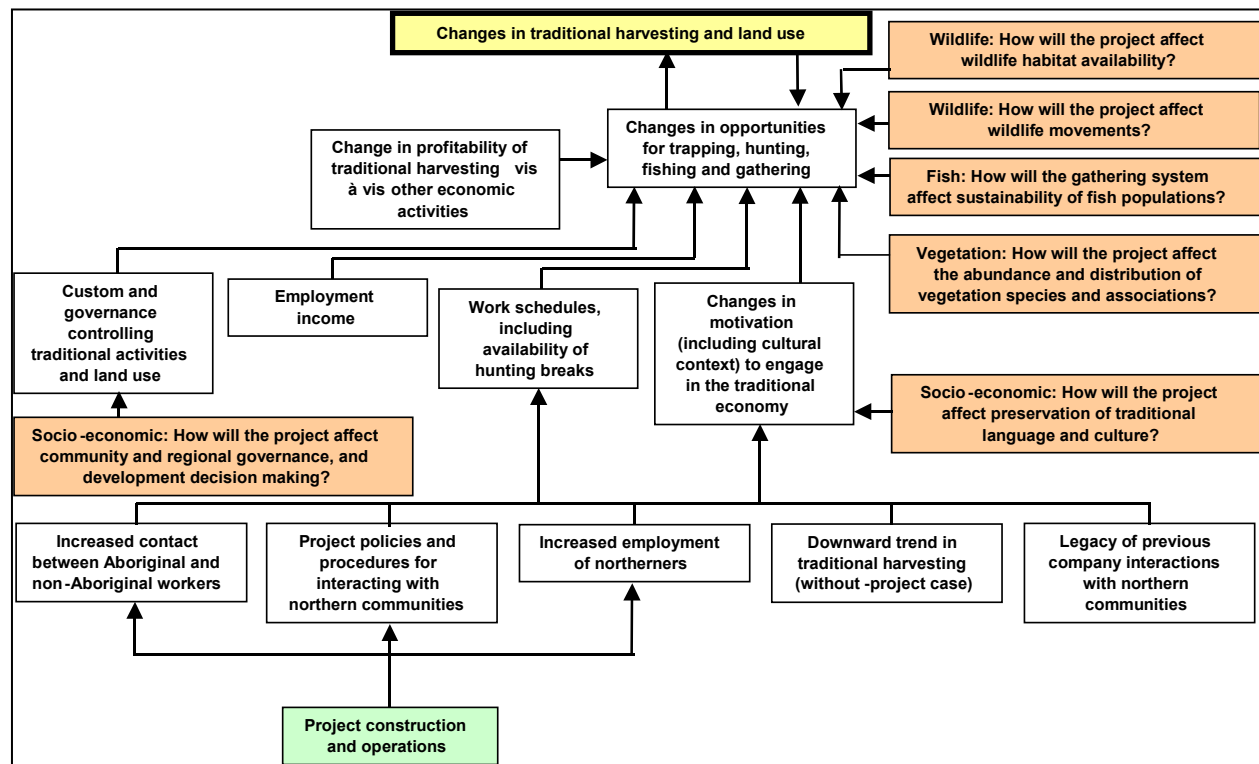 Changes in traditional harvesting and land use
Wildlife: How will the project affect
wildlife habitat availability?
Wildlife: How will the project affect
wildlife movements?
Changes in opportunities
for trapping, hunting,
fishing and gathering
Change in profitability of
traditional harvesting vis
à vis other economic
activities
Fish: How will the gathering system
affect sustainability of fish populations?
Vegetation: How will the project affect
the abundance and distribution of
vegetation species and associations?
Custom and
governance
controlling
traditional activities
and land use
Employment
income
Work schedules,
including
availability of
hunting breaks
Changes in
motivation
(including cultural
context) to engage
in the traditional
economy
Socio-economic: How will the project
affect preservation of traditional
language and culture?
Socio-economic: How will the project affect
community and regional governance, and
development decision making?
Increased contact
between Aboriginal and
non-Aboriginal workers
Project policies and
procedures for
interacting with
northern communities
Increased employment
of northerners
Downward trend in
traditional harvesting
(without-project case)
Legacy of previous
company interactions
with northern
communities
Project construction
and operations